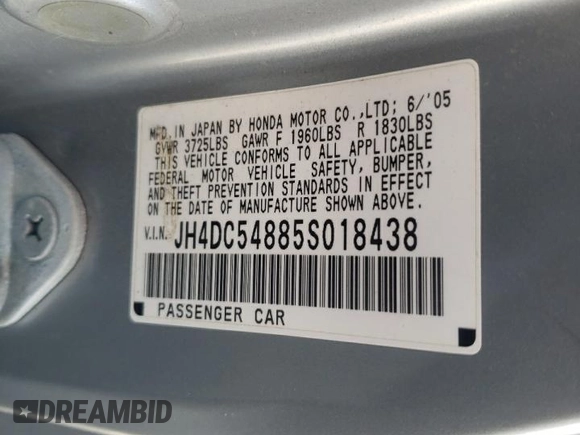 MFD. IN JAPAN BY HONDA MOTOR CO.,LTD; 6/'05
GVWR 3725LBS GAWR F 1960LBS R 1830LBS
THIS VEHICLE CONFORMS TO ALL APPLICABLE
FEDERAL MOTOR VEHICLE SAFETY, BUMPER,
AND THEFT PREVENTION STANDARDS IN EFFECT
ON THE DATE OF MANUFACTURE SHOWN ABOVE.
V.I.N. JH4DC54885S018438
PASSENGER CAR
DREAMBID